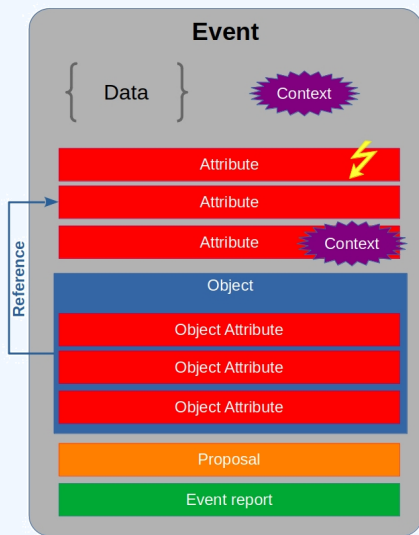 Event
{ Data }
Context
Attribute
Attribute
Attribute
Context
Reference
Object
Object Attribute
Object Attribute
Object Attribute
Proposal
Event report